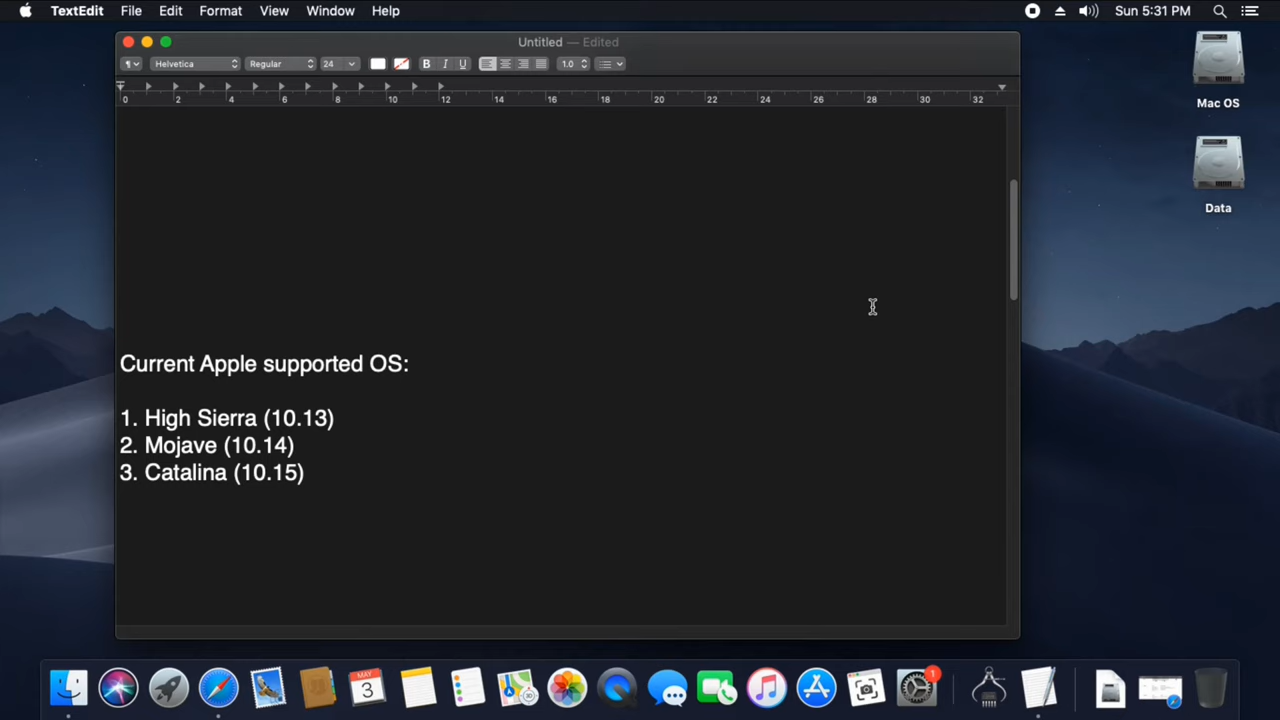 TextEdit File Edit Format View Window Help Sun 5:31 PM
Untitled — Edited
¶ Helvetica Regular 24 B I U 1.0
0 2 4 6 8 10 12 14 16 18 20 22 24 26 28 30 32
Mac OS
Data
Current Apple supported OS:
1. High Sierra (10.13)
2. Mojave (10.14)
3. Catalina (10.15)
MAY
3
1